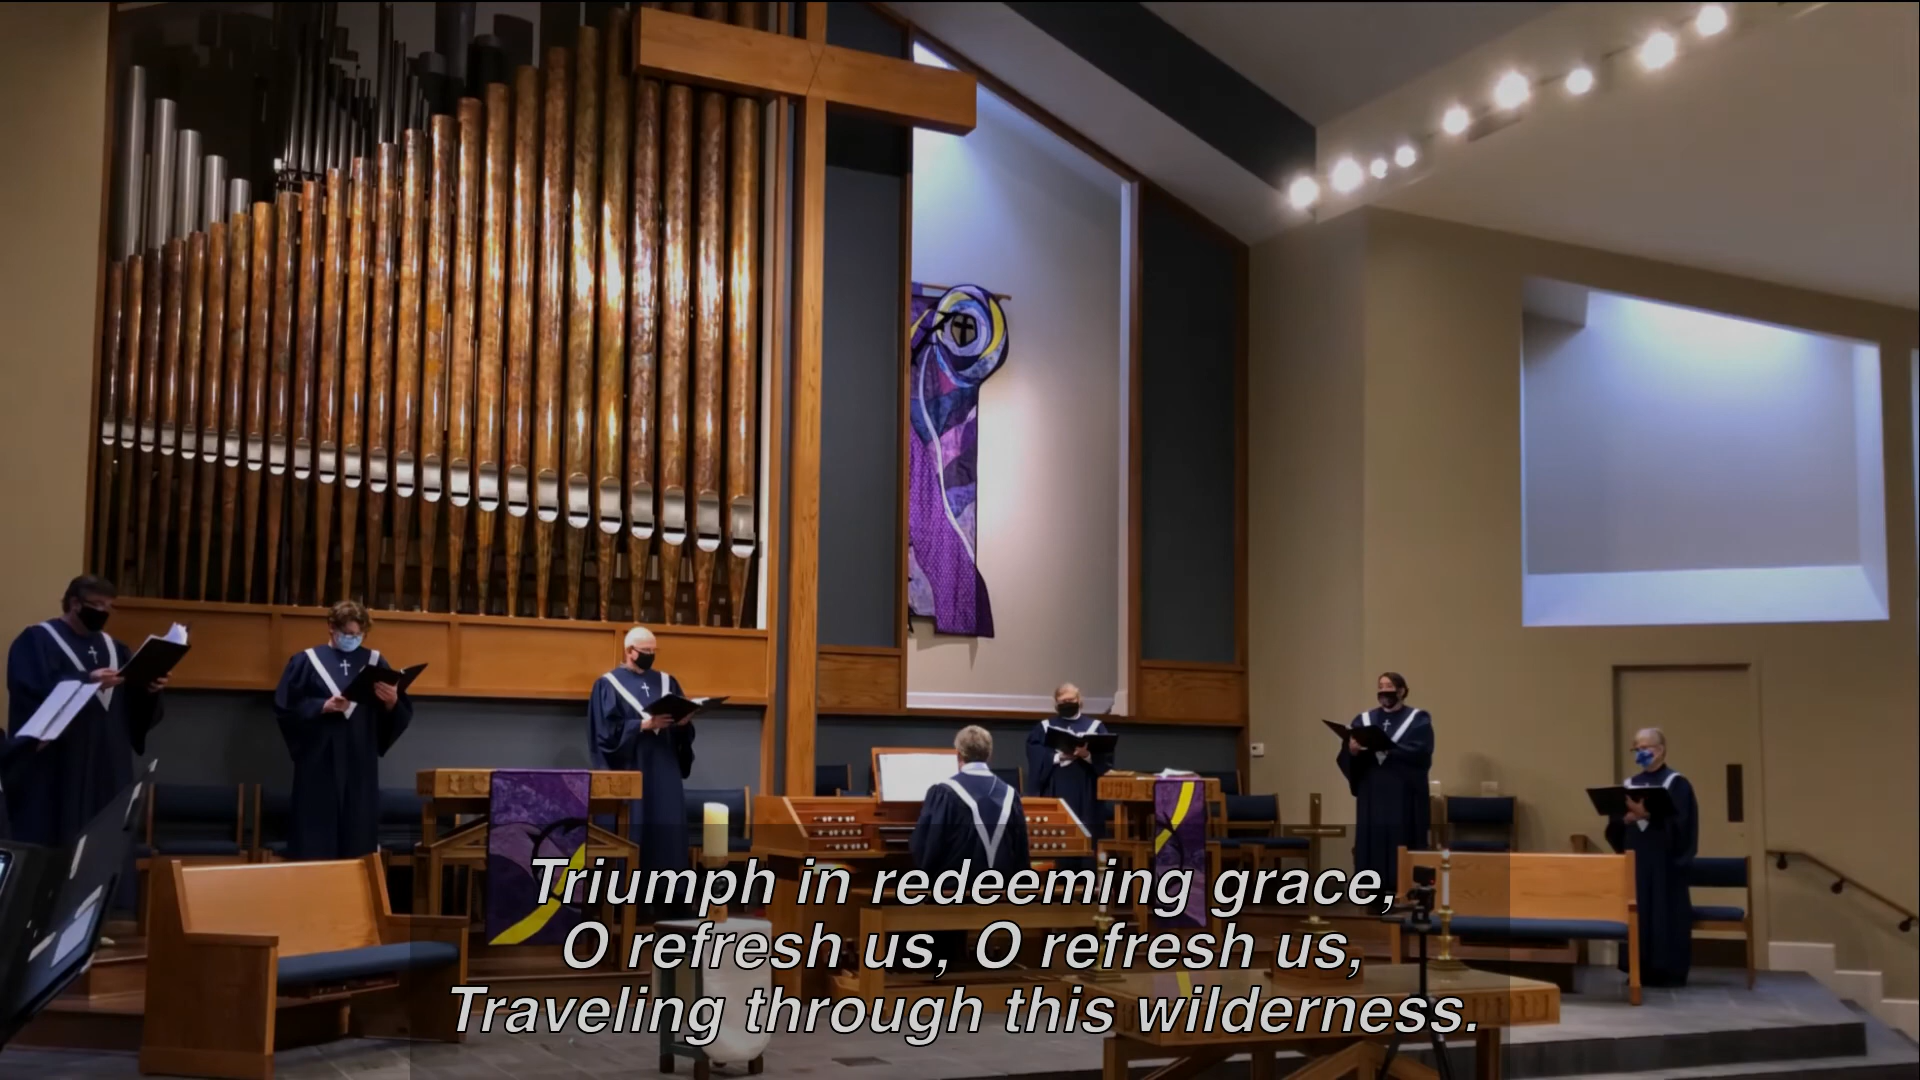 Triumph in redeeming grace,
O refresh us, O refresh us,
Traveling through this wilderness.